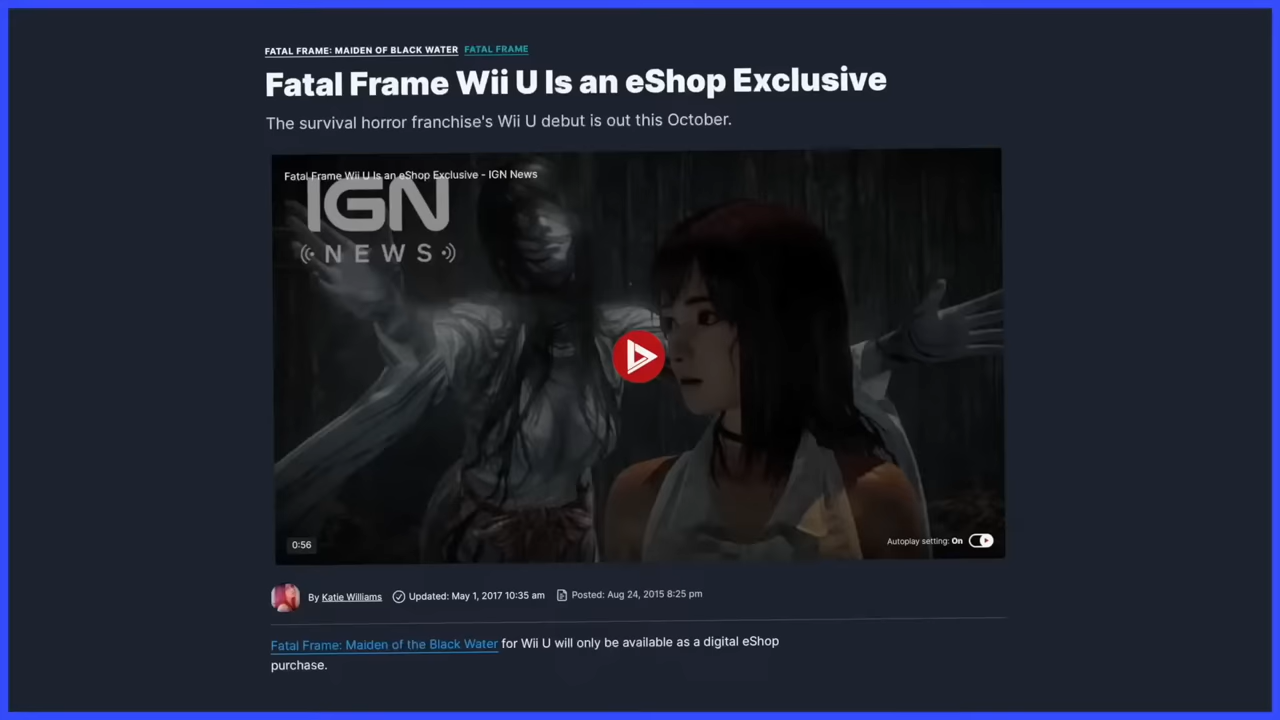 FATAL FRAME: MAIDEN OF BLACK WATER FATAL FRAME
Fatal Frame Wii U Is an eShop Exclusive
The survival horror franchise's Wii U debut is out this October.
Fatal Frame Wii U Is an eShop Exclusive - IGN News
IGN
NEWS
0:56
Autoplay setting: On
By Katie Williams Updated: May 1, 2017 10:35 am Posted: Aug 24, 2015 8:25 pm
Fatal Frame: Maiden of the Black Water for Wii U will only be available as a digital eShop
purchase.